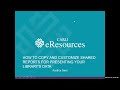 CARLI
eResources
HOW TO COPY AND CUSTOMIZE SHARED
REPORTS FOR PRESENTING YOUR
LIBRARY'S DATA